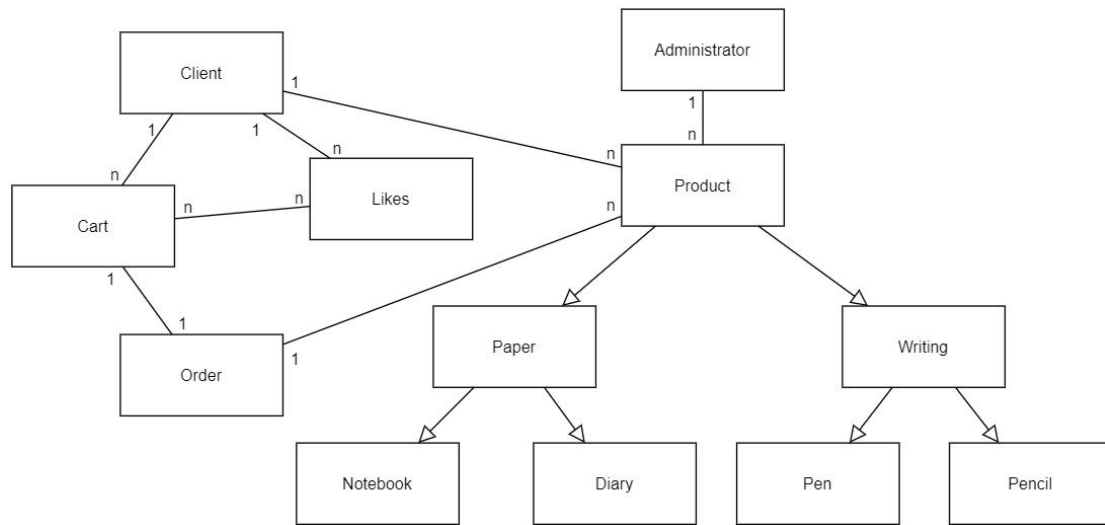 Administrator
Client
1
1
1
1
n
n
n
Product
n
n
n
Likes
n
n
Cart
1
1
1
Order
Paper
Writing
Notebook
Diary
Pen
Pencil